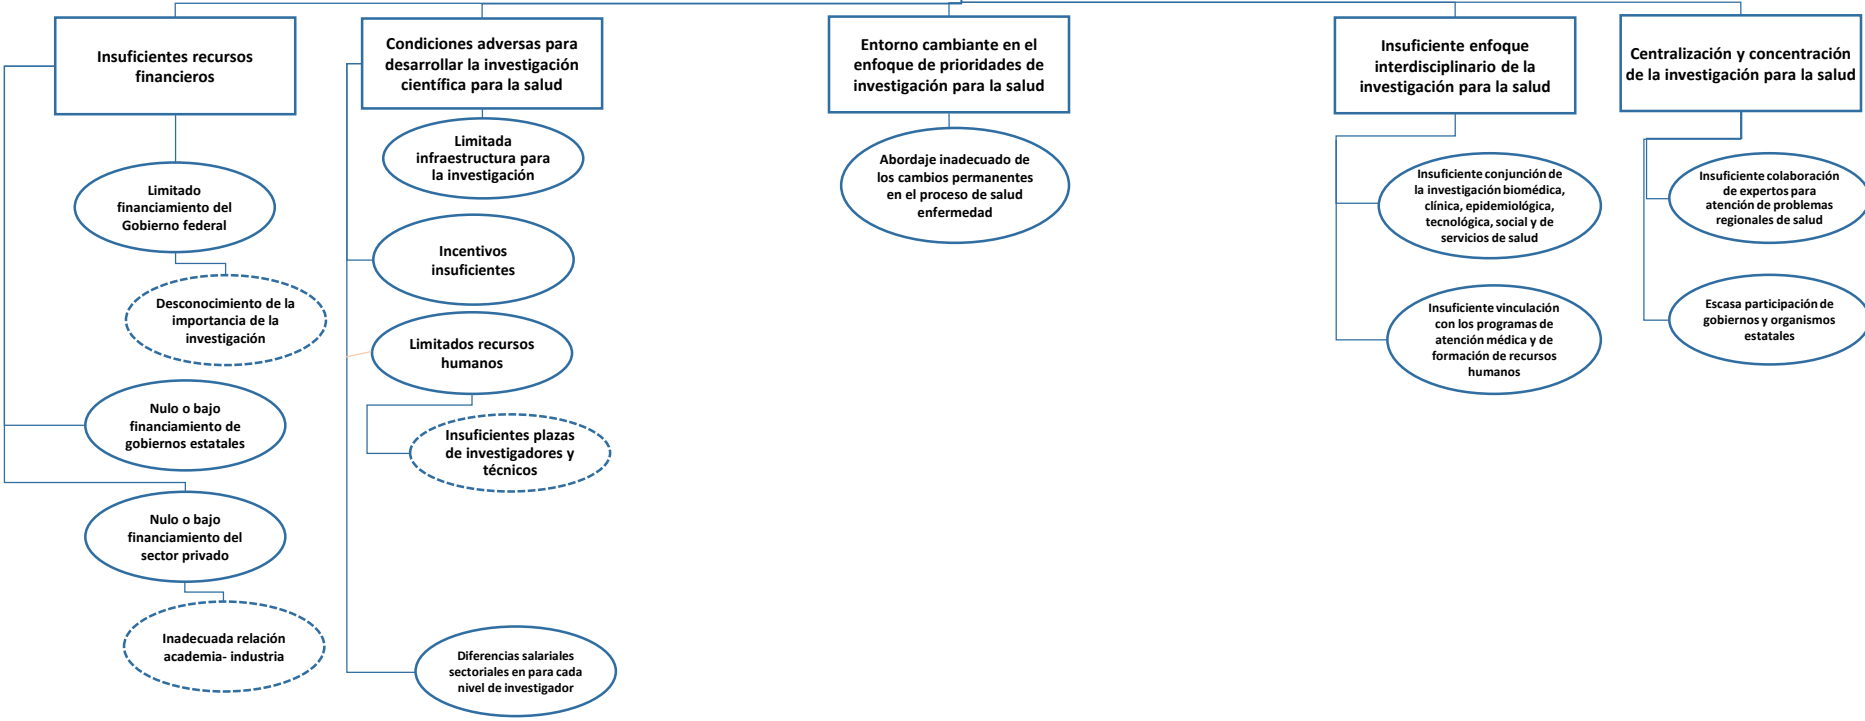 Insuficientes recursos
financieros
Limitado
financiamiento del
Gobierno federal
Desconocimiento de la
importancia de la
investigación
Nulo o bajo
financiamiento de
gobiernos estatales
Nulo o bajo
financiamiento del
sector privado
Inadecuada relación
academia- industria
Condiciones adversas para
desarrollar la investigación
científica para la salud
Limitada
infraestructura para
la investigación
Incentivos
insuficientes
Limitados recursos
humanos
Insuficientes plazas
de investigadores y
técnicos
Diferencias salariales
sectoriales en para cada
nivel de investigador
Entorno cambiante en el
enfoque de prioridades de
investigación para la salud
Abordaje inadecuado de
los cambios permanentes
en el proceso de salud
enfermedad
Insuficiente enfoque
interdisciplinario de la
investigación para la salud
Insuficiente conjunción de
la investigación biomédica,
clínica, epidemiológica,
tecnológica, social y de
servicios de salud
Insuficiente vinculación
con los programas de
atención médica y de
formación de recursos
humanos
Centralización y concentración
de la investigación para la salud
Insuficiente colaboración
de expertos para
atención de problemas
regionales de salud
Escasa participación de
gobiernos y organismos
estatales